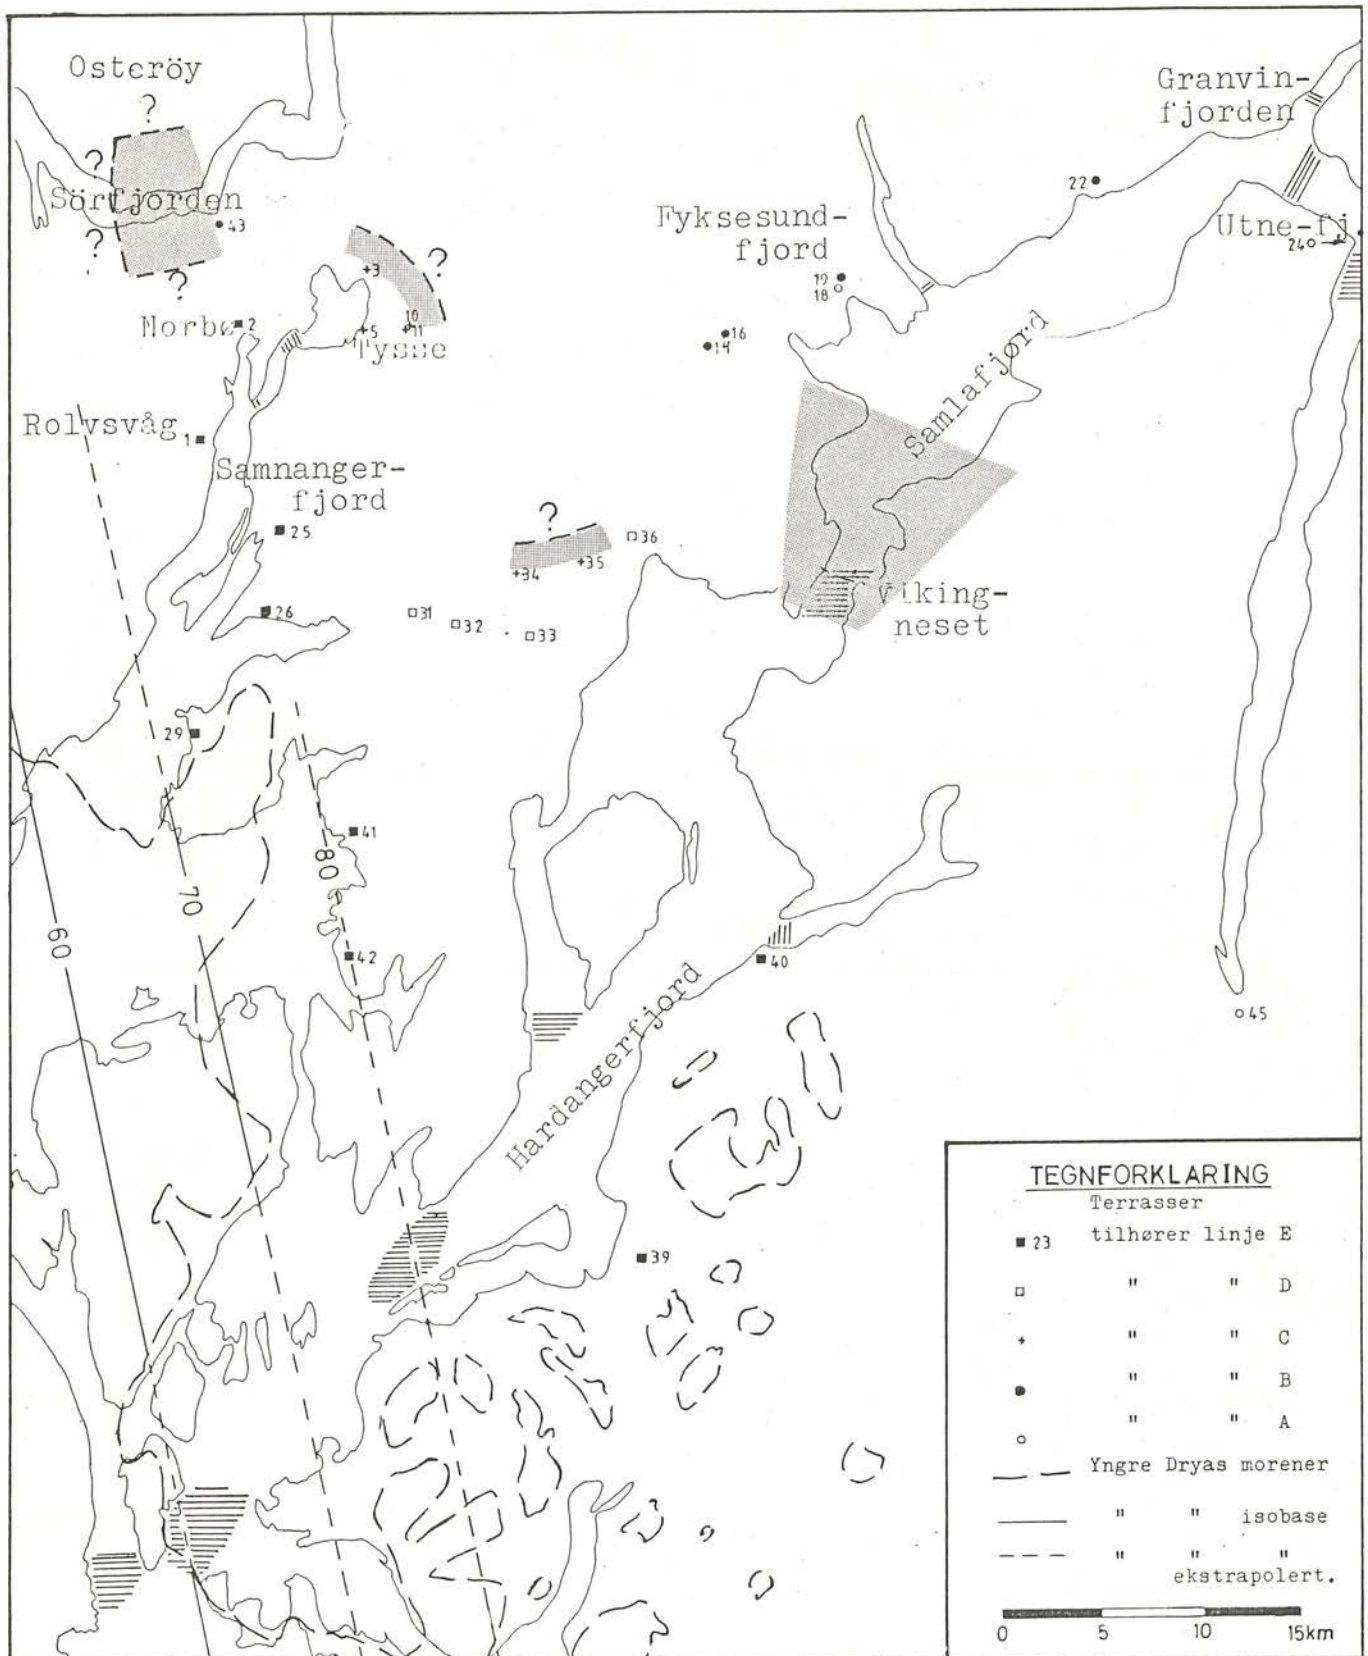 Osteröy
?
?
Sörfjorden
43
?
?
Granvin-
fjorden
22
Fyksesund-
fjord
Utne-fj.
24
19
18
16
14
?
3
10
11
5
Tysse
Norbø 2
Rolvsvåg 1
Samnanger-
fjord
25
26
Samlafjord
?
36
34
35
31
32
33
Viking-
neset
29
41
80
70
60
42
40
45
Hardangerfjord
39
TEGNFORKLARING
Terrasser
23 tilhører linje E
" " D
" " C
" " B
" " A
Yngre Dryas morener
" " isobase
" " "
ekstrapolert.
0 5 10 15km